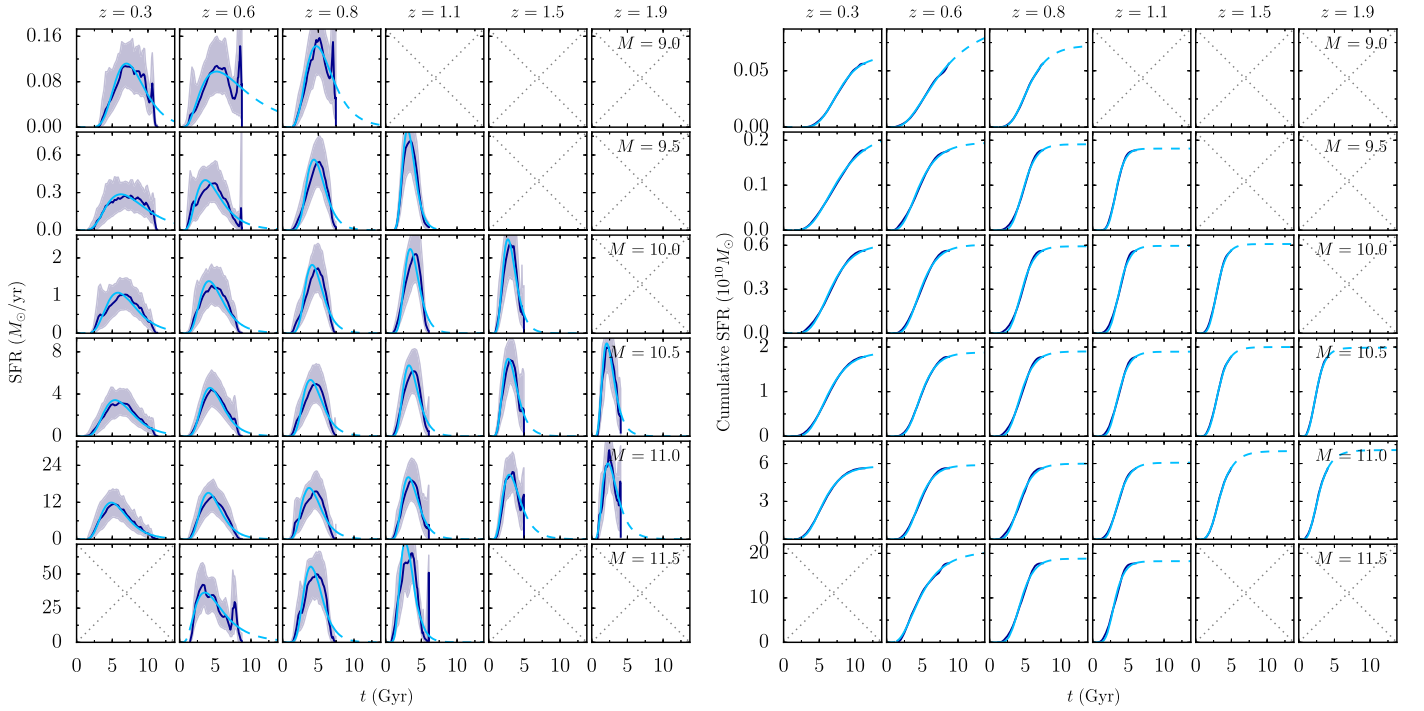 z = 0.3 z = 0.6 z = 0.8 z = 1.1 z = 1.5 z = 1.9
0.16 M = 9.0
0.08
0.00
0.6 M = 9.5
0.3
0.0
2 M = 10.0
1
0
8 M = 10.5
4
0
24 M = 11.0
12
0
50 M = 11.5
25
0
0 5 10 0 5 10 0 5 10 0 5 10 0 5 10 0 5 10
SFR (M⊙/yr)
t (Gyr)
z = 0.3 z = 0.6 z = 0.8 z = 1.1 z = 1.5 z = 1.9
M = 9.0
0.05
0.00
0.2 M = 9.5
0.1
0.0
0.6 M = 10.0
0.3
0.0
2 M = 10.5
1
0
6 M = 11.0
3
0
20 M = 11.5
10
0
0 5 10 0 5 10 0 5 10 0 5 10 0 5 10 0 5 10
Cumulative SFR (10¹⁰M⊙)
t (Gyr)